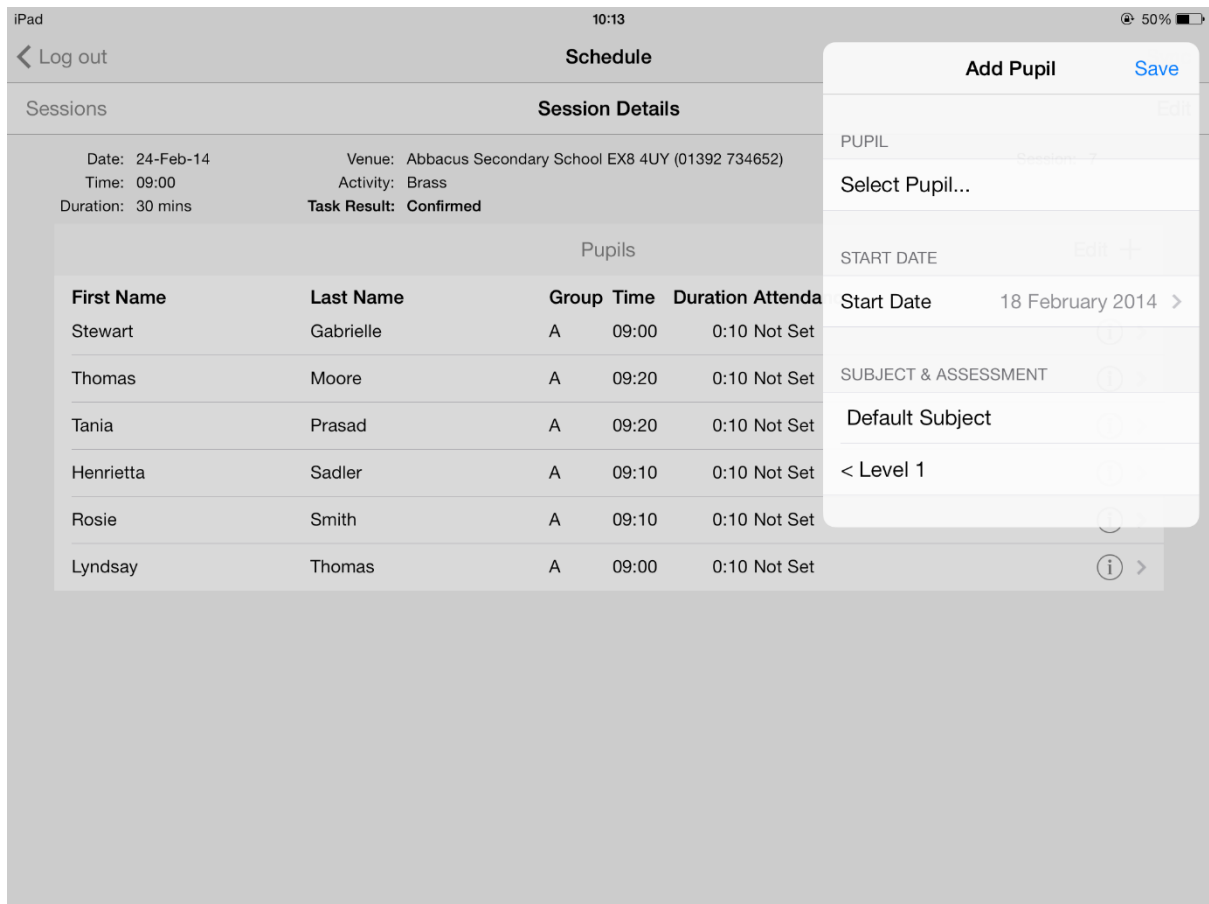 iPad 10:13 50%
Log out Schedule
Add Pupil Save
Sessions Session Details Edit
Date: 24-Feb-14 Venue: Abbacus Secondary School EX8 4UY (01392 734652)
Time: 09:00 Activity: Brass
Duration: 30 mins Task Result: Confirmed
PUPIL
Select Pupil...
Pupils Edit
START DATE
Start Date 18 February 2014
First Name Last Name Group Time Duration Attenda
Stewart Gabrielle A 09:00 0:10 Not Set
Thomas Moore A 09:20 0:10 Not Set
Tania Prasad A 09:20 0:10 Not Set
Henrietta Sadler A 09:10 0:10 Not Set
Rosie Smith A 09:10 0:10 Not Set
Lyndsay Thomas A 09:00 0:10 Not Set
SUBJECT & ASSESSMENT
Default Subject
< Level 1